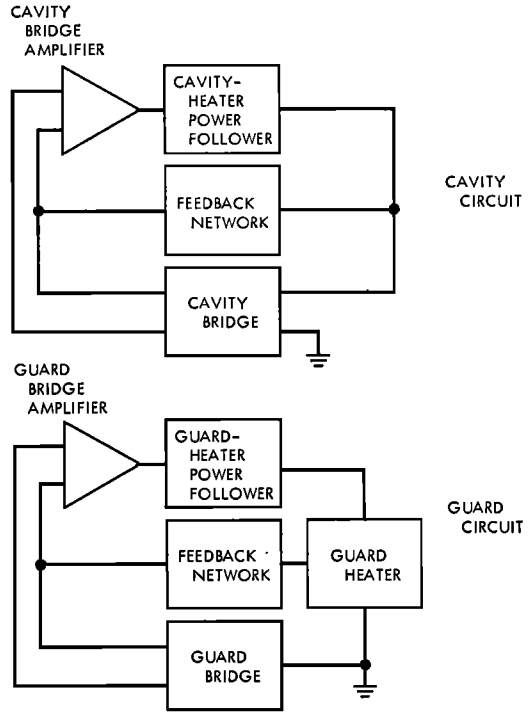 CAVITY
BRIDGE
AMPLIFIER
CAVITY-
HEATER
POWER
FOLLOWER
FEEDBACK
NETWORK
CAVITY
CIRCUIT
CAVITY
BRIDGE
GUARD
BRIDGE
AMPLIFIER
GUARD-
HEATER
POWER
FOLLOWER
GUARD
CIRCUIT
FEEDBACK
NETWORK
GUARD
HEATER
GUARD
BRIDGE